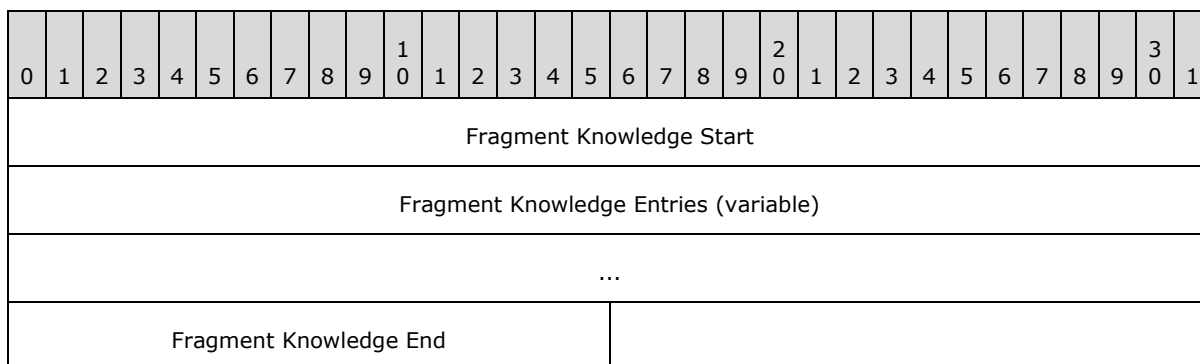 1 2 3
0 1 2 3 4 5 6 7 8 9 0 1 2 3 4 5 6 7 8 9 0 1 2 3 4 5 6 7 8 9 0 1
Fragment Knowledge Start
Fragment Knowledge Entries (variable)
...
Fragment Knowledge End